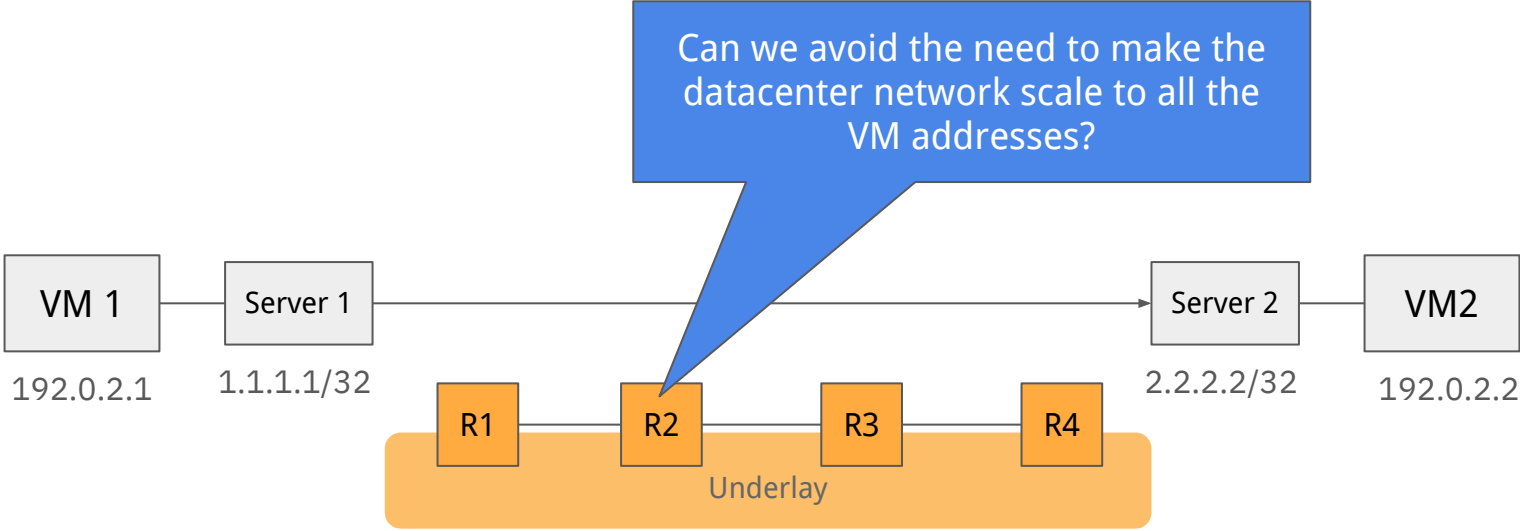 Can we avoid the need to make the
datacenter network scale to all the
VM addresses?
VM 1
Server 1
Server 2
VM2
192.0.2.1
1.1.1.1/32
2.2.2.2/32
192.0.2.2
R1
R2
R3
R4
Underlay